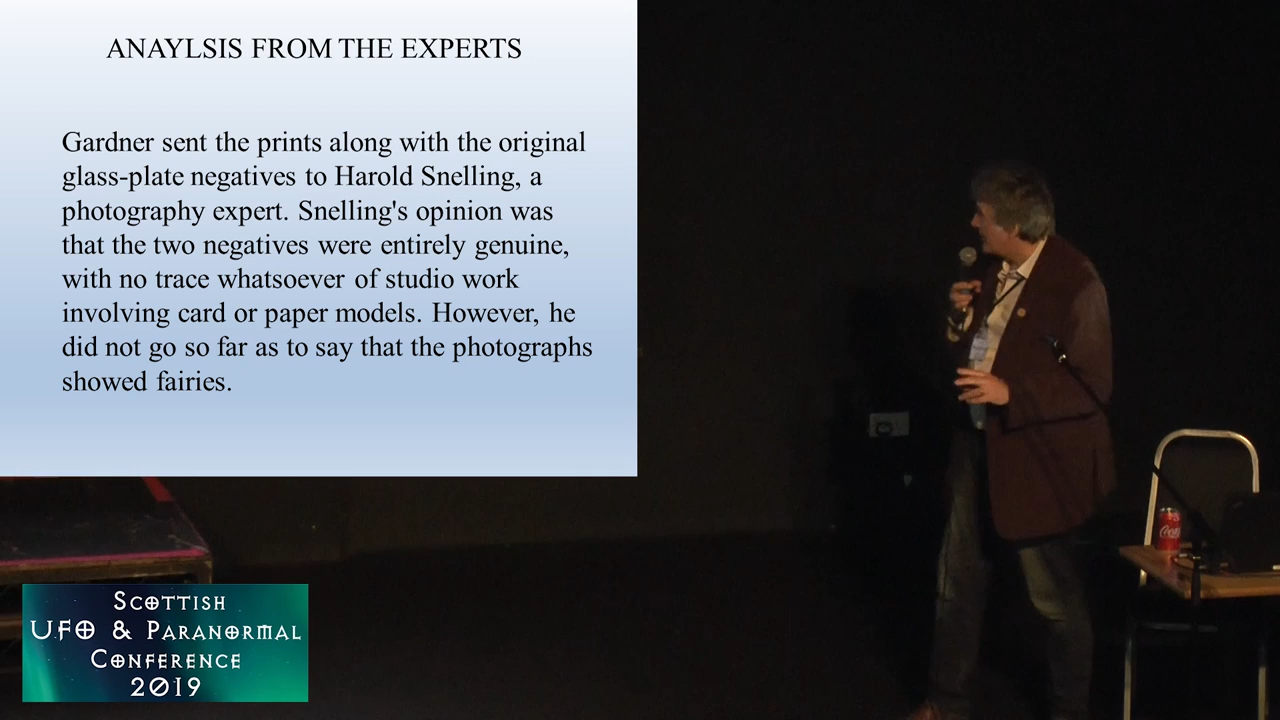 ANAYLSIS FROM THE EXPERTS
Gardner sent the prints along with the original
glass-plate negatives to Harold Snelling, a
photography expert. Snelling's opinion was
that the two negatives were entirely genuine,
with no trace whatsoever of studio work
involving card or paper models. However, he
did not go so far as to say that the photographs
showed fairies.
SCOTTISH
UFO & PARANORMAL
CONFERENCE
2019